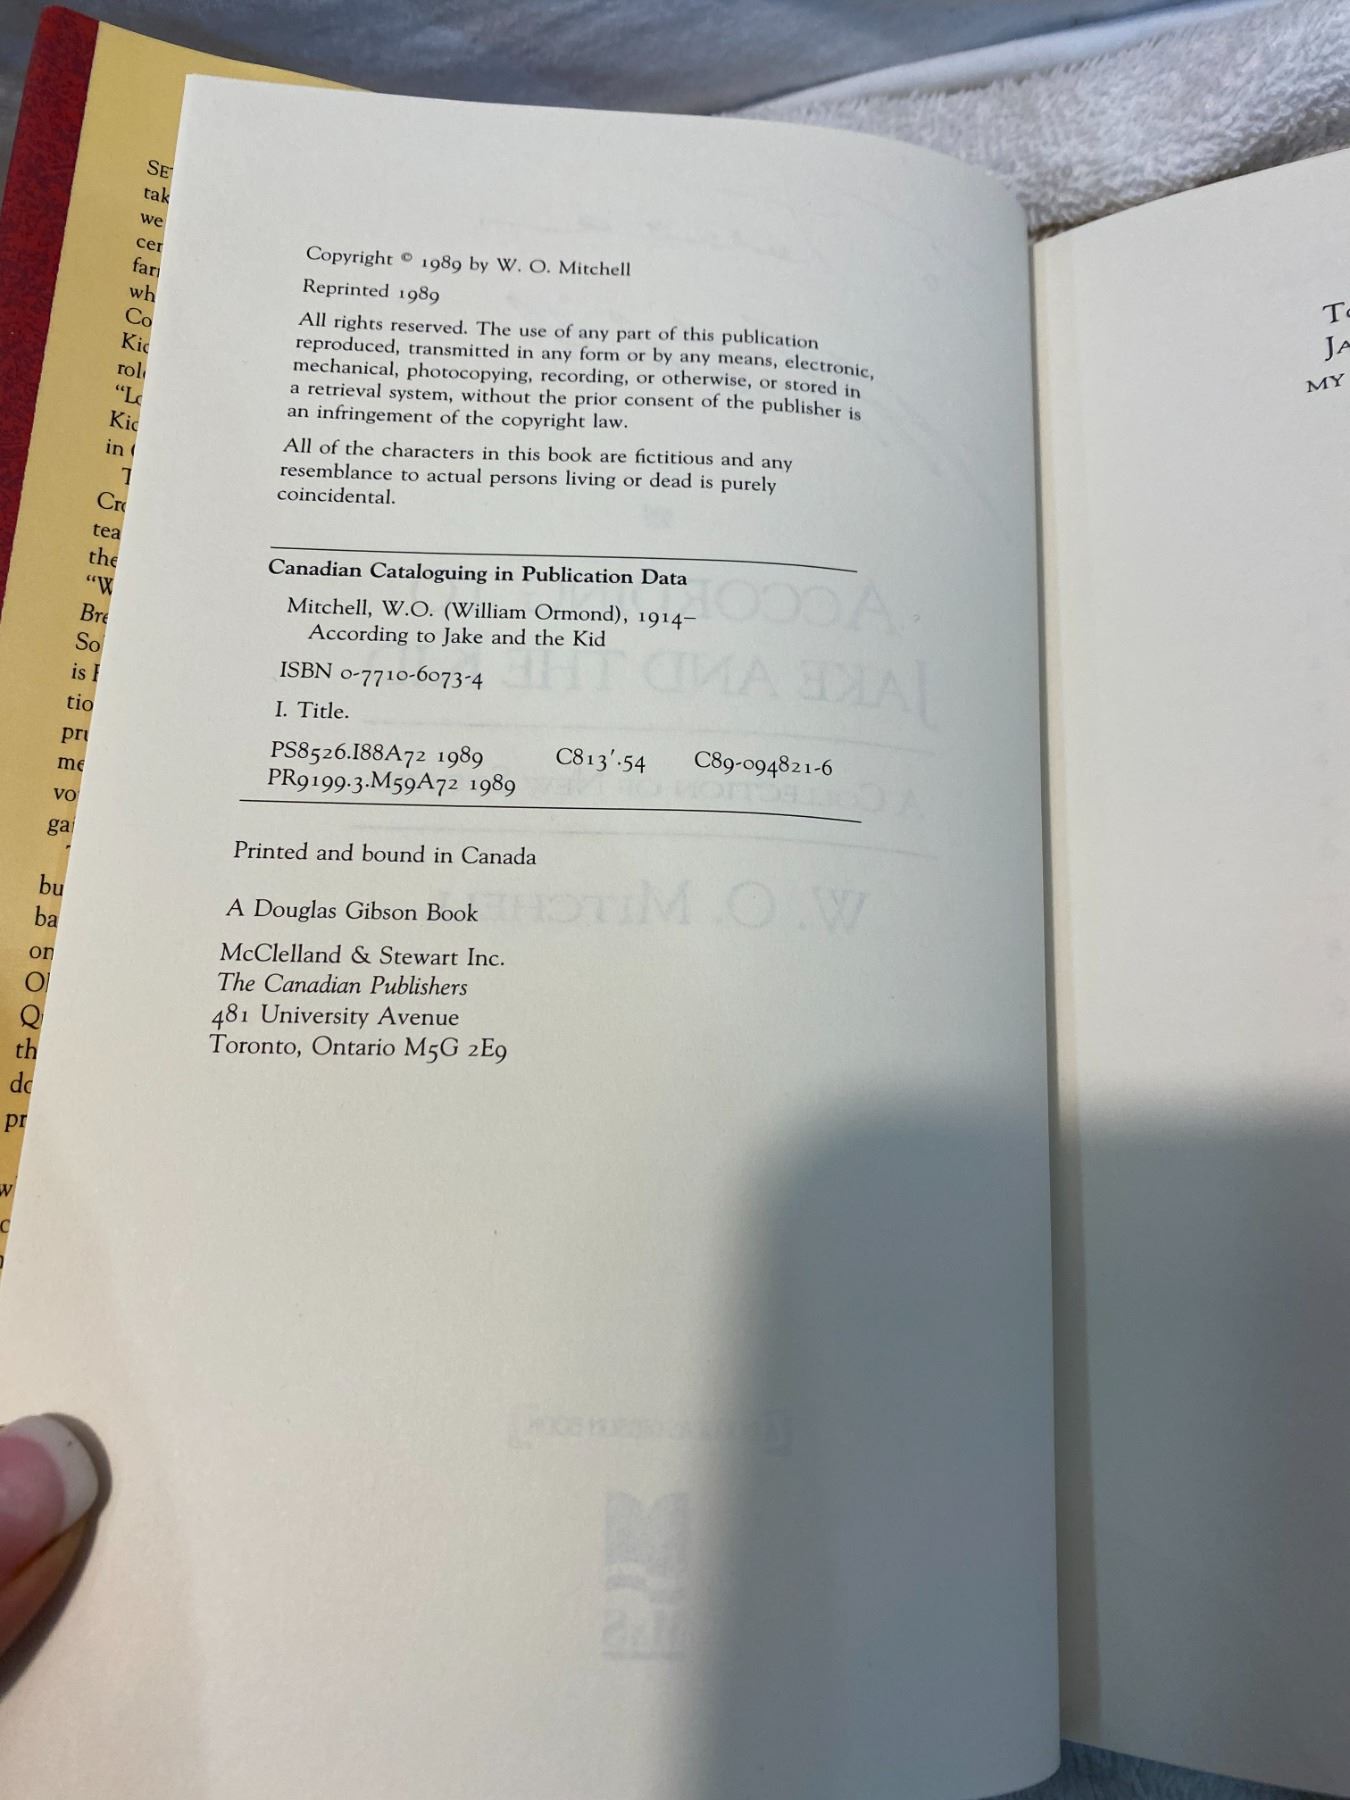 Copyright © 1989 by W. O. Mitchell
Reprinted 1989
All rights reserved. The use of any part of this publication
reproduced, transmitted in any form or by any means, electronic,
mechanical, photocopying, recording, or otherwise, or stored in
a retrieval system, without the prior consent of the publisher is
an infringement of the copyright law.
All of the characters in this book are fictitious and any
resemblance to actual persons living or dead is purely
coincidental.
Canadian Cataloguing in Publication Data
Mitchell, W.O. (William Ormond), 1914–
According to Jake and the Kid
ISBN 0-7710-6073-4
I. Title.
PS8526.I88A72 1989 C813′.54 C89-094821-6
PR9199.3.M59A72 1989
Printed and bound in Canada
A Douglas Gibson Book
McClelland & Stewart Inc.
The Canadian Publishers
481 University Avenue
Toronto, Ontario M5G 2E9
MY